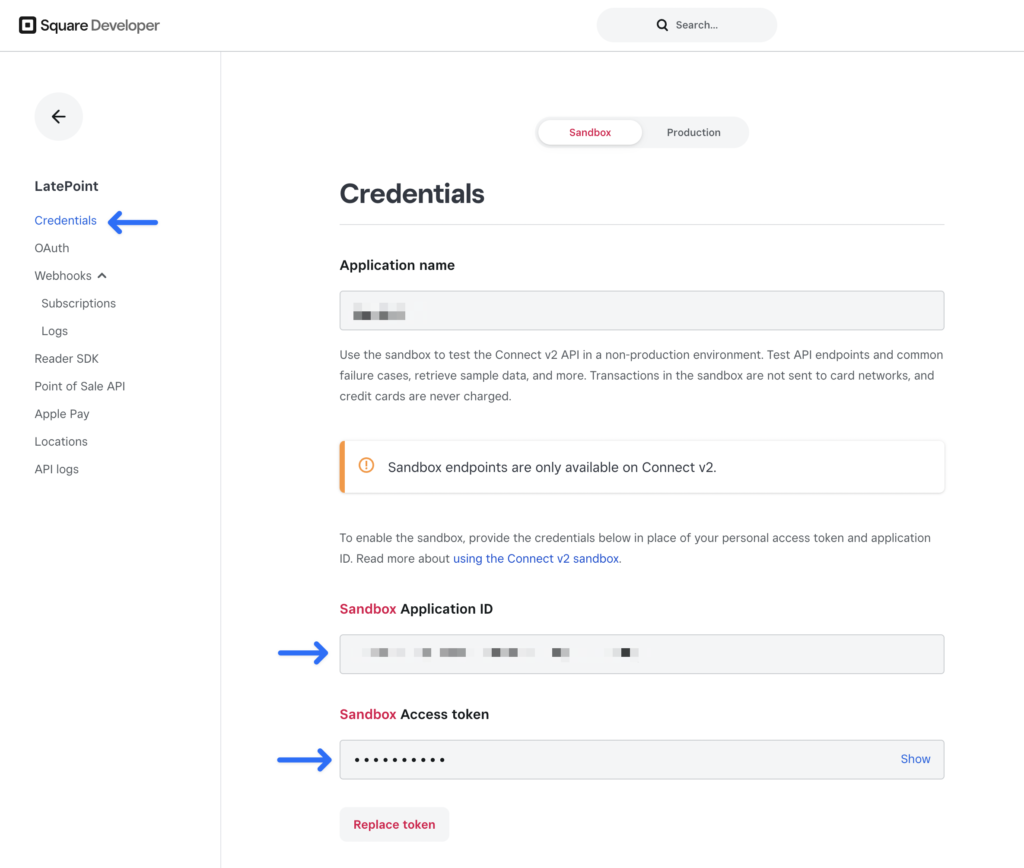 Square Developer
Search...
Sandbox
Production
LatePoint
Credentials
OAuth
Webhooks
Subscriptions
Logs
Reader SDK
Point of Sale API
Apple Pay
Locations
API logs
Credentials
Application name
Use the sandbox to test the Connect v2 API in a non-production environment. Test API endpoints and common
failure cases, retrieve sample data, and more. Transactions in the sandbox are not sent to card networks, and
credit cards are never charged.
Sandbox endpoints are only available on Connect v2.
To enable the sandbox, provide the credentials below in place of your personal access token and application
ID. Read more about using the Connect v2 sandbox.
Sandbox Application ID
Sandbox Access token
••••••••••
Show
Replace token